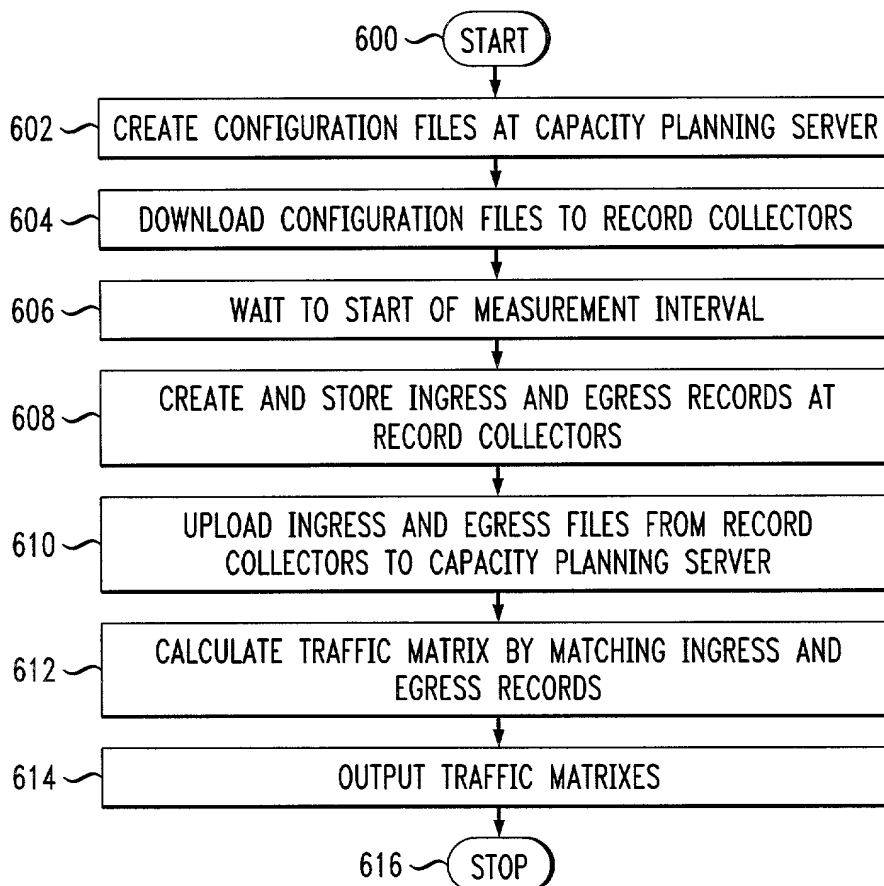 600 START
602 CREATE CONFIGURATION FILES AT CAPACITY PLANNING SERVER
604 DOWNLOAD CONFIGURATION FILES TO RECORD COLLECTORS
606 WAIT TO START OF MEASUREMENT INTERVAL
608 CREATE AND STORE INGRESS AND EGRESS RECORDS AT
RECORD COLLECTORS
610 UPLOAD INGRESS AND EGRESS FILES FROM RECORD
COLLECTORS TO CAPACITY PLANNING SERVER
612 CALCULATE TRAFFIC MATRIX BY MATCHING INGRESS AND
EGRESS RECORDS
614 OUTPUT TRAFFIC MATRIXES
616 STOP